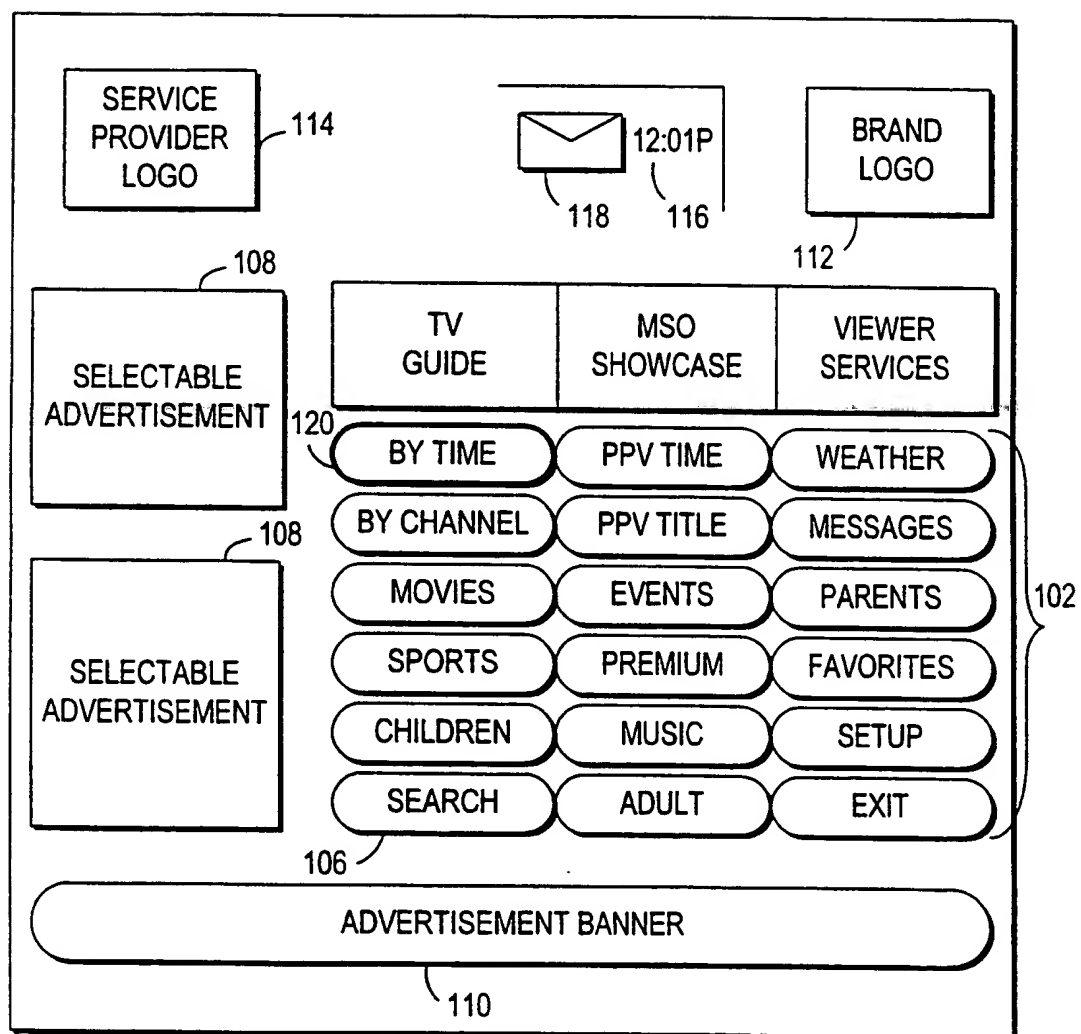 SERVICE
PROVIDER
LOGO
114
12:01P
118
116
BRAND
LOGO
112
108
SELECTABLE
ADVERTISEMENT
TV
GUIDE
MSO
SHOWCASE
VIEWER
SERVICES
120
BY TIME
PPV TIME
WEATHER
BY CHANNEL
PPV TITLE
MESSAGES
108
SELECTABLE
ADVERTISEMENT
MOVIES
EVENTS
PARENTS
102
SPORTS
PREMIUM
FAVORITES
CHILDREN
MUSIC
SETUP
SEARCH
ADULT
EXIT
106
ADVERTISEMENT BANNER
110